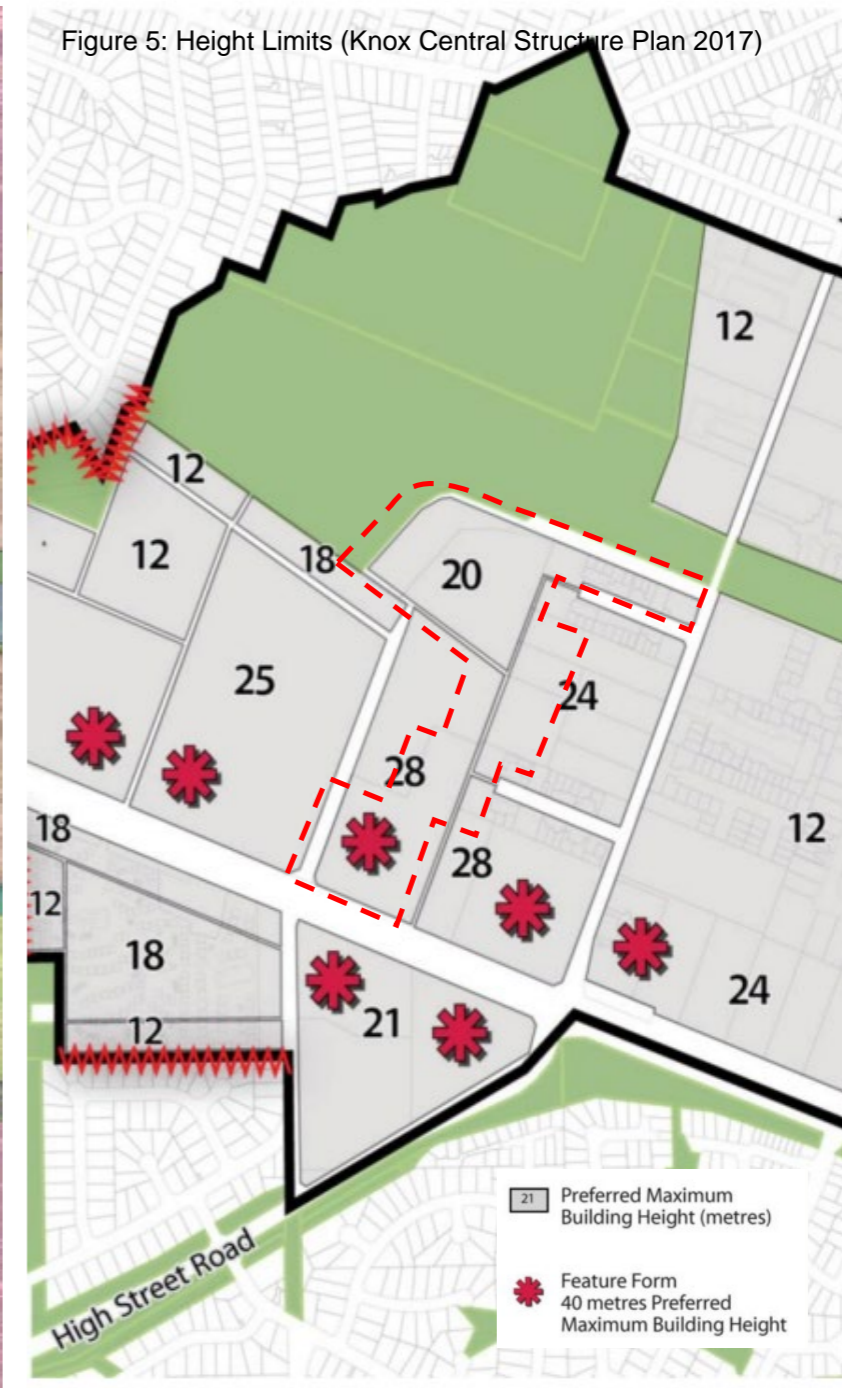 Figure 5: Height Limits (Knox Central Structure Plan 2017)
12
12
12
18
20
25
24
28
12
18
28
12
18
24
21
12
High Street Road
21 Preferred Maximum
Building Height (metres)
Feature Form
40 metres Preferred
Maximum Building Height